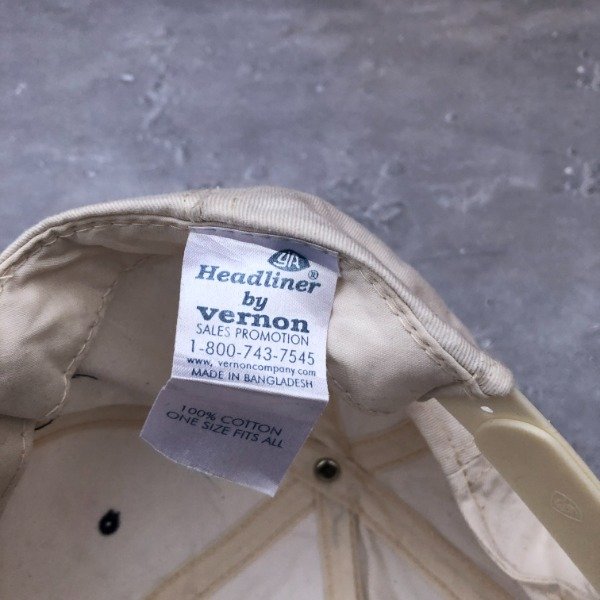 Headliner ®
by
vernon
SALES PROMOTION
1-800-743-7545
www.vernoncompany.com
MADE IN BANGLADESH
100% COTTON
ONE SIZE FITS ALL